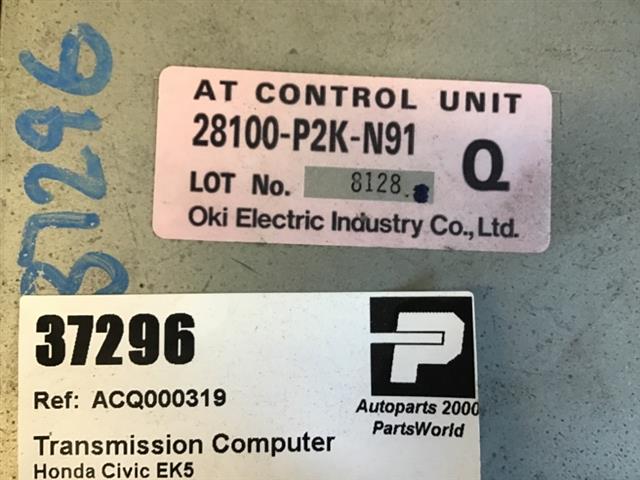 37296
AT CONTROL UNIT
28100-P2K-N91
Q
LOT No. 8128.
Oki Electric Industry Co., Ltd.
37296
Ref: ACQ000319
P
Autoparts 2000
PartsWorld
Transmission Computer
Honda Civic EK5